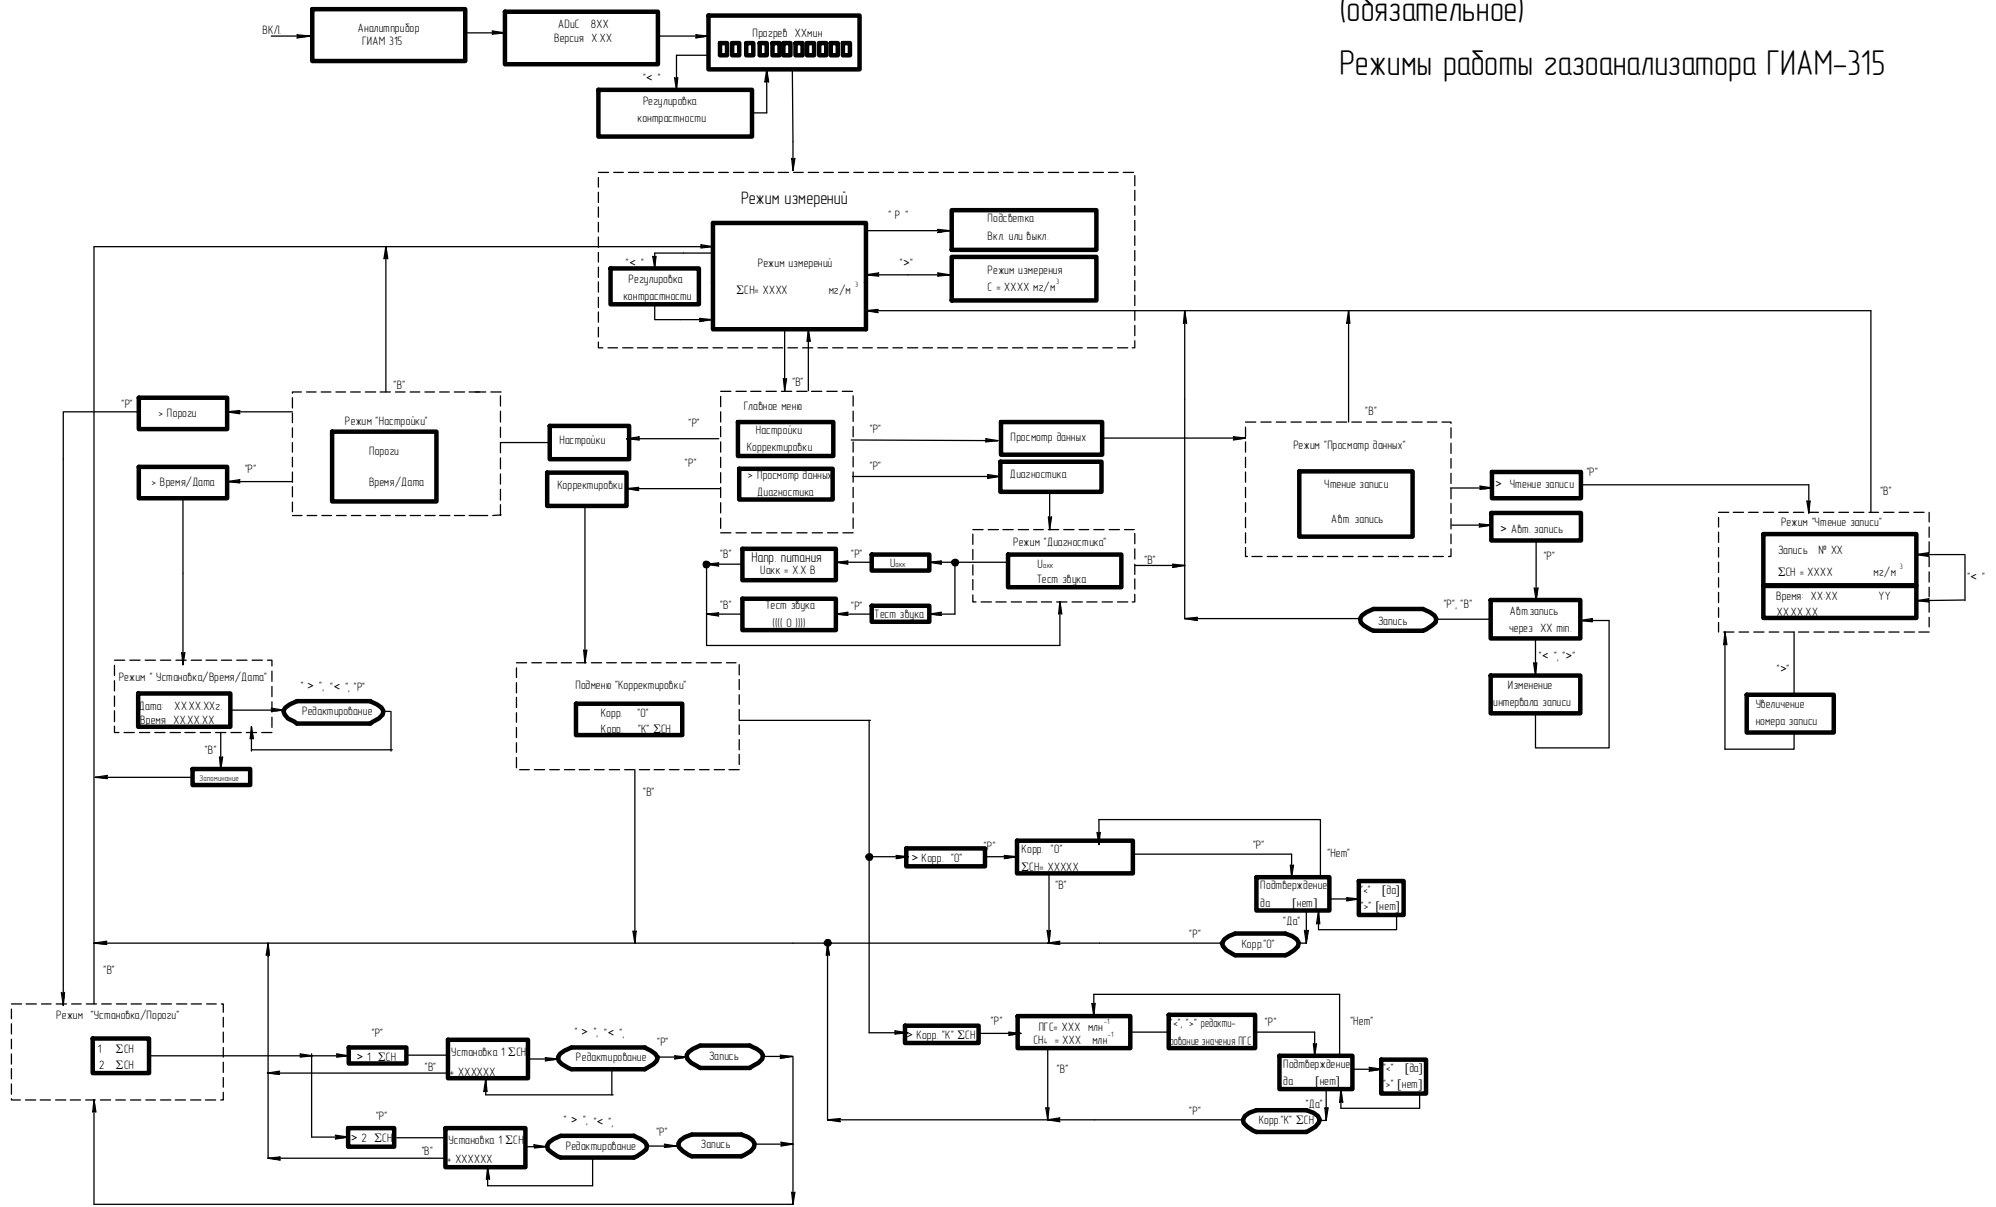 (обязательное)
Режимы работы газоанализатора ГИАМ-315
ВКЛ.
Аналитприбор
ГИАМ 315
ADuC 8XX
Версия X.XX
Прогрев XXмин
"< "
Регулировка
контрастности
Режим измерений
Режим измерений
ΣCH= XXXX мг/м³
"< "
Регулировка
контрастности
" Р "
Подсветка
Вкл. или выкл.
">"
Режим измерения
C = XXXX мг/м³
"В"
"В"
"В"
Главное меню
Настройки
Корректировки
> Просмотр данных
Диагностика
"Р"
"Р"
"Р"
"Р"
Настройки
Корректировки
Просмотр данных
Диагностика
Режим "Настройки"
Пороги
Время/Дата
"Р"
> Пороги
"Р"
> Время/Дата
Режим "Просмотр данных"
Чтение записи
Авт. запись
> Чтение записи
"Р"
> Авт. запись
"Р"
"В"
Режим "Чтение записи"
Запись № XX
ΣCH = XXXX мг/м³
Время: XX:XX YY
XX.XX.XX
"< "
">"
Увеличение
номера записи
Режим "Диагностика"
Uакк
Тест звука
"В"
"В"
Напр. питания
Uакк = X.X В
"Р"
Uакк
"В"
Тест звука
(((( 0 ))))
"Р"
Тест звука
"Р", "В"
Запись
Авт.запись
через XX min.
"< ", ">"
Изменение
интервала записи
Режим " Установка/Время/Дата"
Дата: XX.XX.XXг.
Время: XX.XX.XX
" > ", "< ", "Р"
Редактирование
"В"
Запоминание
Подменю "Корректировки"
Корр. "0"
Корр. "К" ΣCH
"В"
> Корр. "0"
"Р"
Корр. "0"
ΣCH= XXXXX
"В"
"Р"
"Нет"
Подтверждение
да [нет]
"<" [да]
">" [нет]
"Да"
Корр."0"
"Р"
> Корр. "К" ΣCH
"Р"
ПГС= XXX млн⁻¹
CH₄ = XXX млн⁻¹
"В"
"<", ">" редакти-
рование значения ПГС
"Р"
"Нет"
Подтверждение
да [нет]
"<" [да]
">" [нет]
"Да"
Корр."К" ΣCH
"Р"
"В"
Режим "Установка/Пороги"
1 ΣCH
2 ΣCH
"Р"
> 1 ΣCH
"В"
Установка 1 ΣCH
+ XXXXXX
" > ", "< ",
Редактирование
"Р"
Запись
"Р"
> 2 ΣCH
"В"
Установка 1 ΣCH
+ XXXXXX
" > ", "< ",
Редактирование
"Р"
Запись